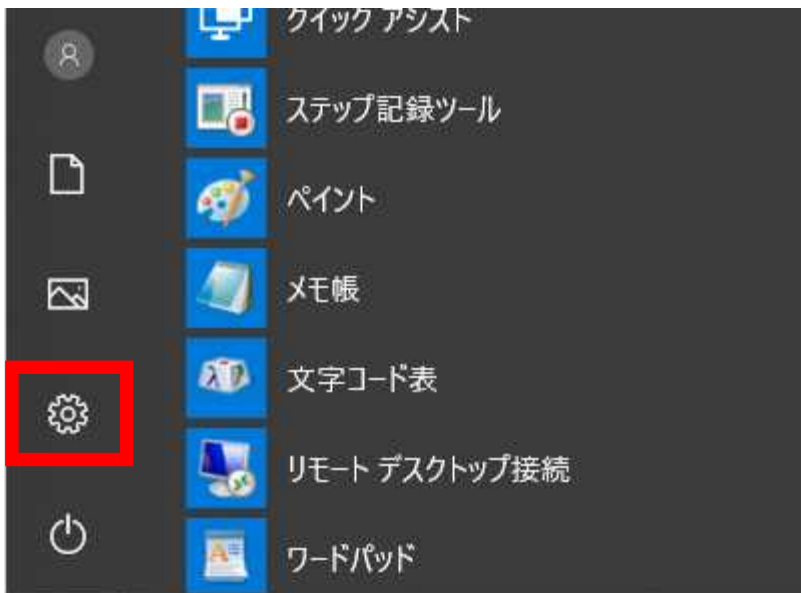 クイック アシスト
ステップ記録ツール
ペイント
メモ帳
文字コード表
リモート デスクトップ接続
ワードパッド